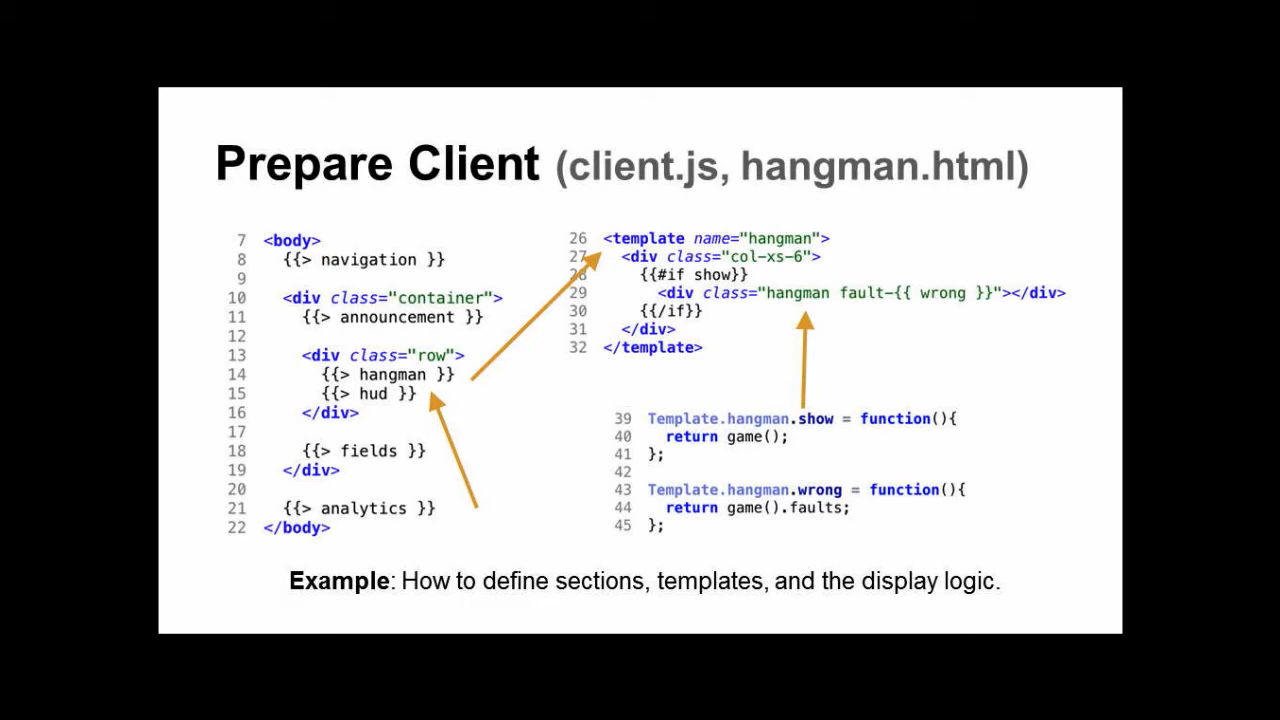 Prepare Client (client.js, hangman.html)
7 <body>
8 {{> navigation }}
9
10 <div class="container">
11 {{> announcement }}
12
13 <div class="row">
14 {{> hangman }}
15 {{> hud }}
16 </div>
17
18 {{> fields }}
19 </div>
20
21 {{> analytics }}
22 </body>
26 <template name="hangman">
27 <div class="col-xs-6">
28 {{#if show}}
29 <div class="hangman fault-{{ wrong }}"></div>
30 {{/if}}
31 </div>
32 </template>
39 Template.hangman.show = function(){
40 return game();
41 };
42
43 Template.hangman.wrong = function(){
44 return game().faults;
45 };
Example: How to define sections, templates, and the display logic.